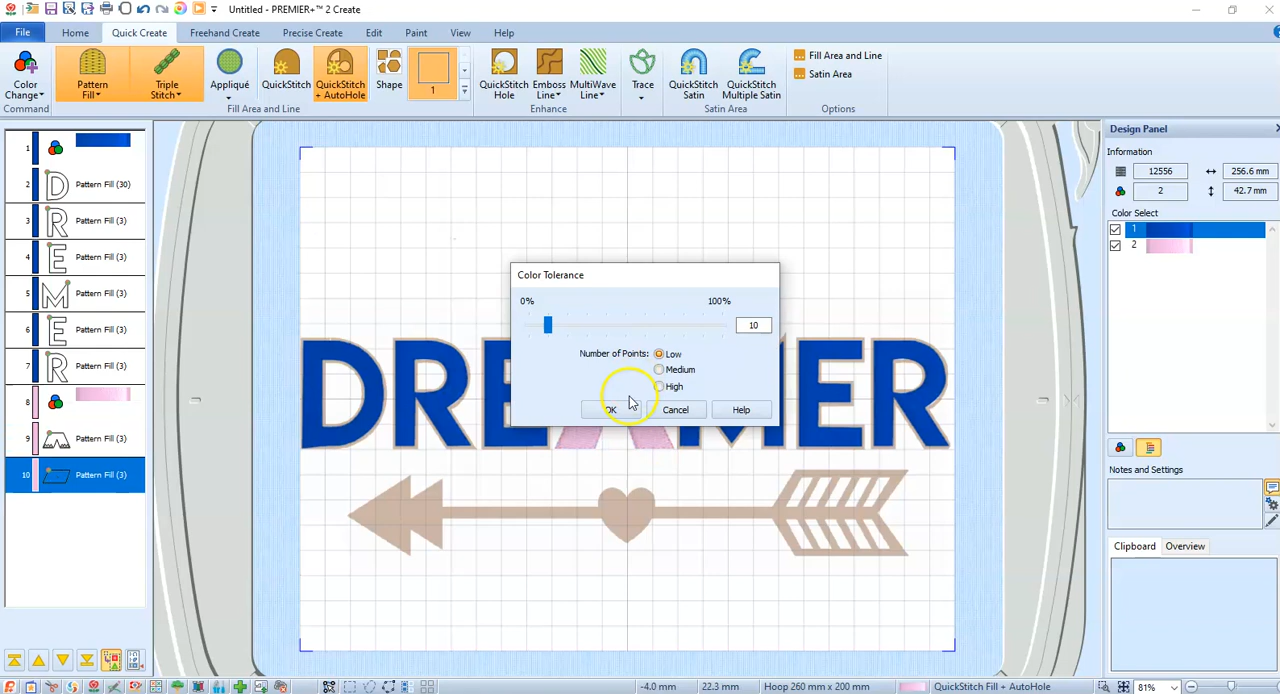 Untitled - PREMIER+™ 2 Create
File Home Quick Create Freehand Create Precise Create Edit Paint View Help
Color Change
Pattern Fill
Triple Stitch
Appliqué
QuickStitch
QuickStitch + AutoHole
Shape
1
QuickStitch Hole
Emboss Line
MultiWave Line
Trace
QuickStitch Satin
QuickStitch Multiple Satin
Fill Area and Line
Satin Area
Command Fill Area and Line Enhance Satin Area Options
1
2 Pattern Fill (30)
3 Pattern Fill (3)
4 Pattern Fill (3)
5 Pattern Fill (3)
6 Pattern Fill (3)
7 Pattern Fill (3)
8
9 Pattern Fill (3)
10 Pattern Fill (3)
Color Tolerance
0% 100%
10
Number of Points: Low
Medium
High
OK Cancel Help
DREAMER
Design Panel
Information
12556 256.6 mm
2 42.7 mm
Color Select
1
2
Notes and Settings
Clipboard Overview
-4.0 mm 22.3 mm Hoop 260 mm x 200 mm QuickStitch Fill + AutoHole 81%